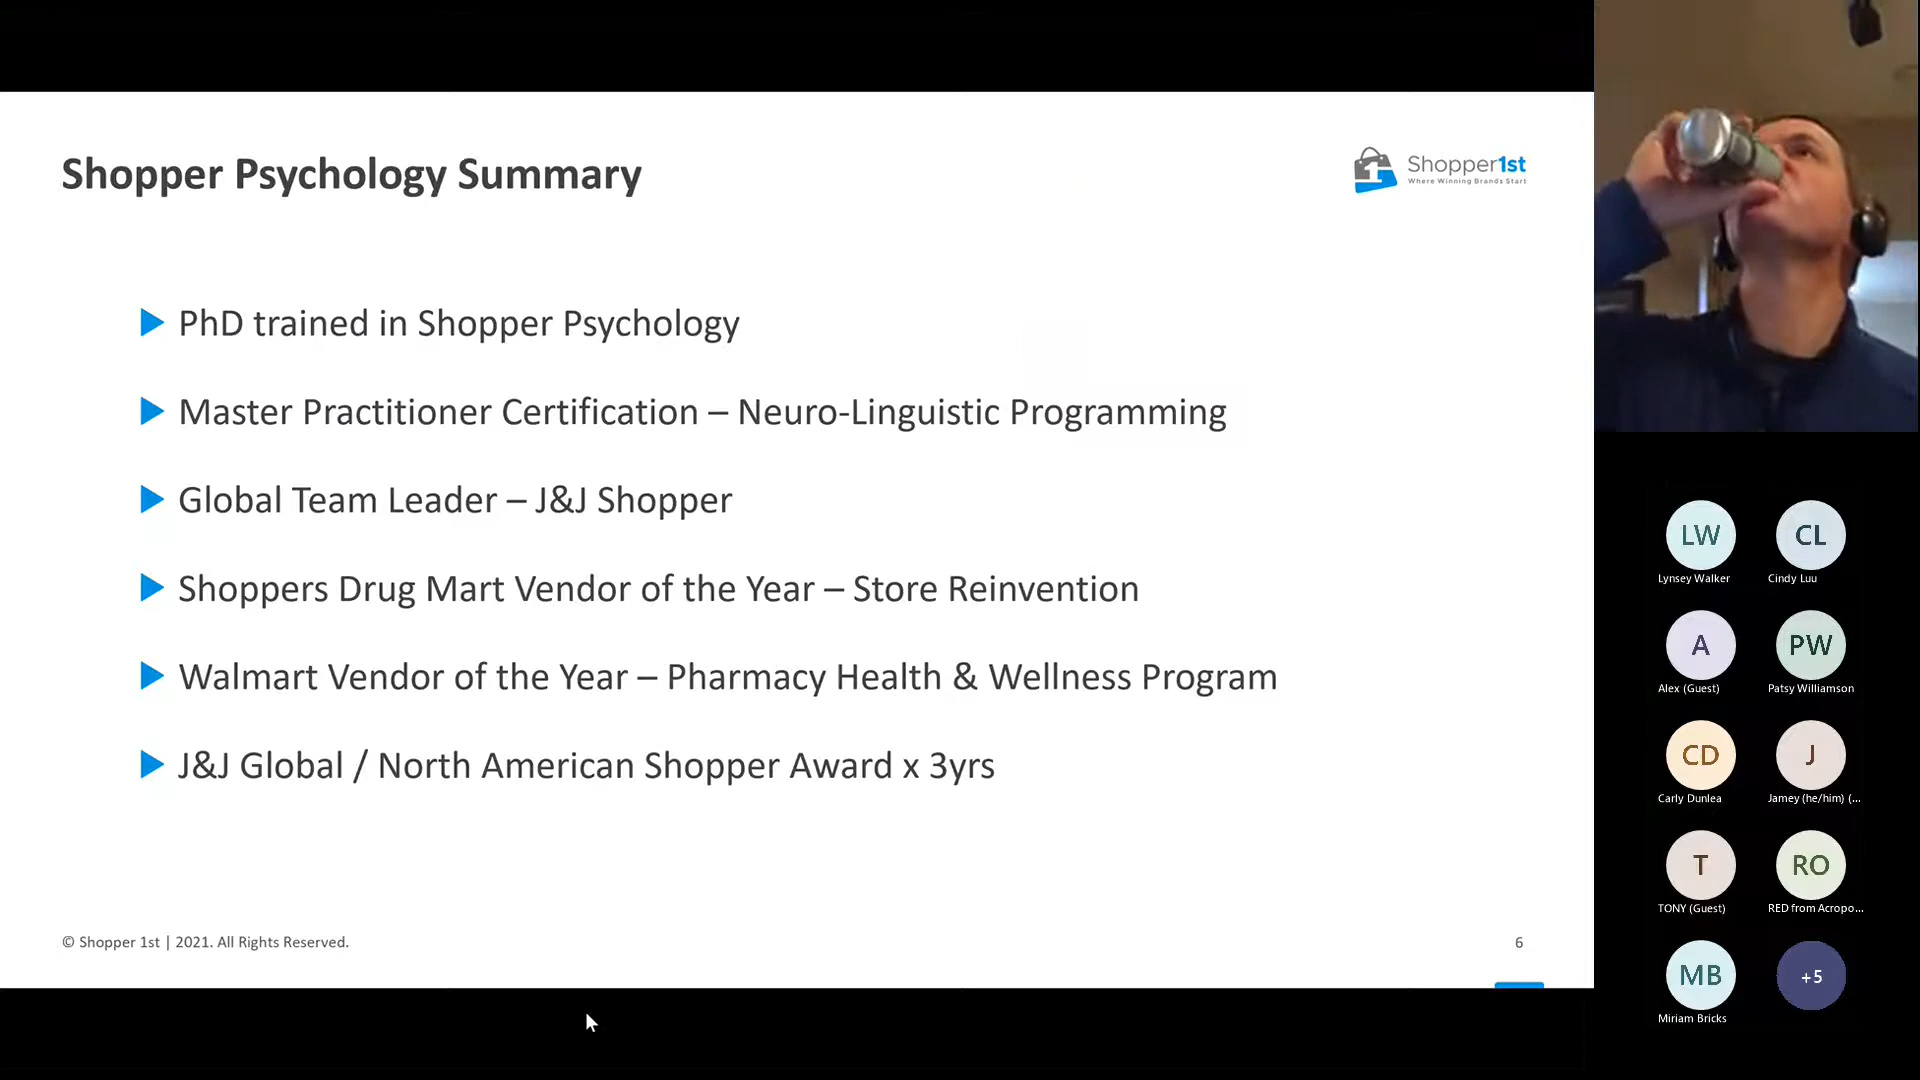 Shopper Psychology Summary
Shopper1st
Where Winning Brands Start
PhD trained in Shopper Psychology
Master Practitioner Certification – Neuro-Linguistic Programming
Global Team Leader – J&J Shopper
Shoppers Drug Mart Vendor of the Year – Store Reinvention
Walmart Vendor of the Year – Pharmacy Health & Wellness Program
J&J Global / North American Shopper Award x 3yrs
© Shopper 1st | 2021. All Rights Reserved.
6
LW
Lynsey Walker
CL
Cindy Luu
A
Alex (Guest)
PW
Patsy Williamson
CD
Carly Dunlea
J
Jamey (he/him) (...
T
TONY (Guest)
RO
RED from Acropo...
MB
Miriam Bricks
+5